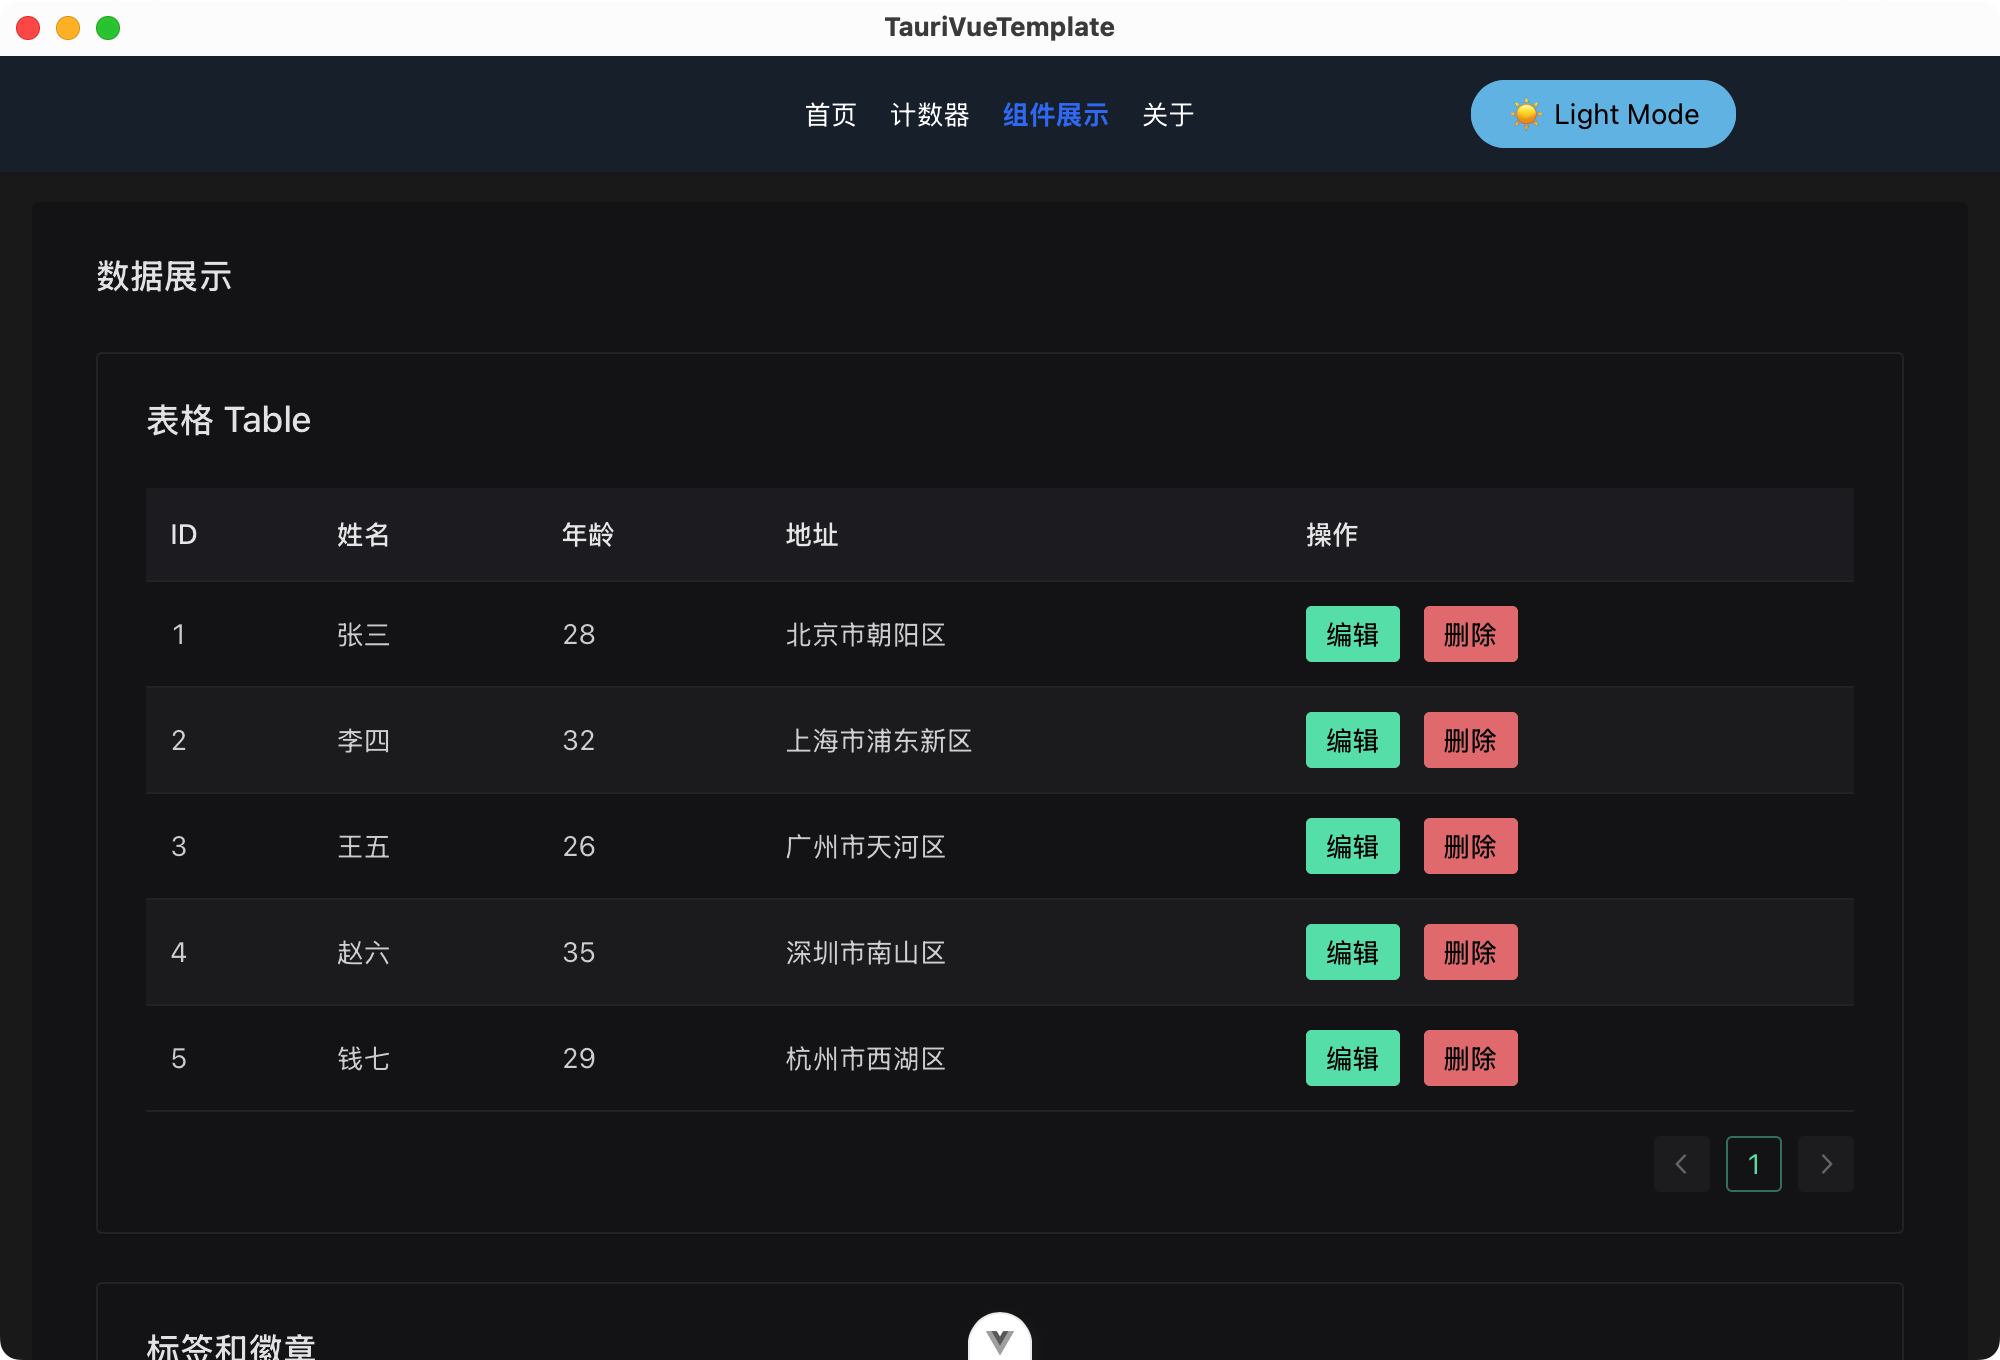 TauriVueTemplate
首页 计数器 组件展示 关于 Light Mode
数据展示
表格 Table
ID 姓名 年龄 地址 操作
1 张三 28 北京市朝阳区 编辑 删除
2 李四 32 上海市浦东新区 编辑 删除
3 王五 26 广州市天河区 编辑 删除
4 赵六 35 深圳市南山区 编辑 删除
5 钱七 29 杭州市西湖区 编辑 删除
1
标签和徽章